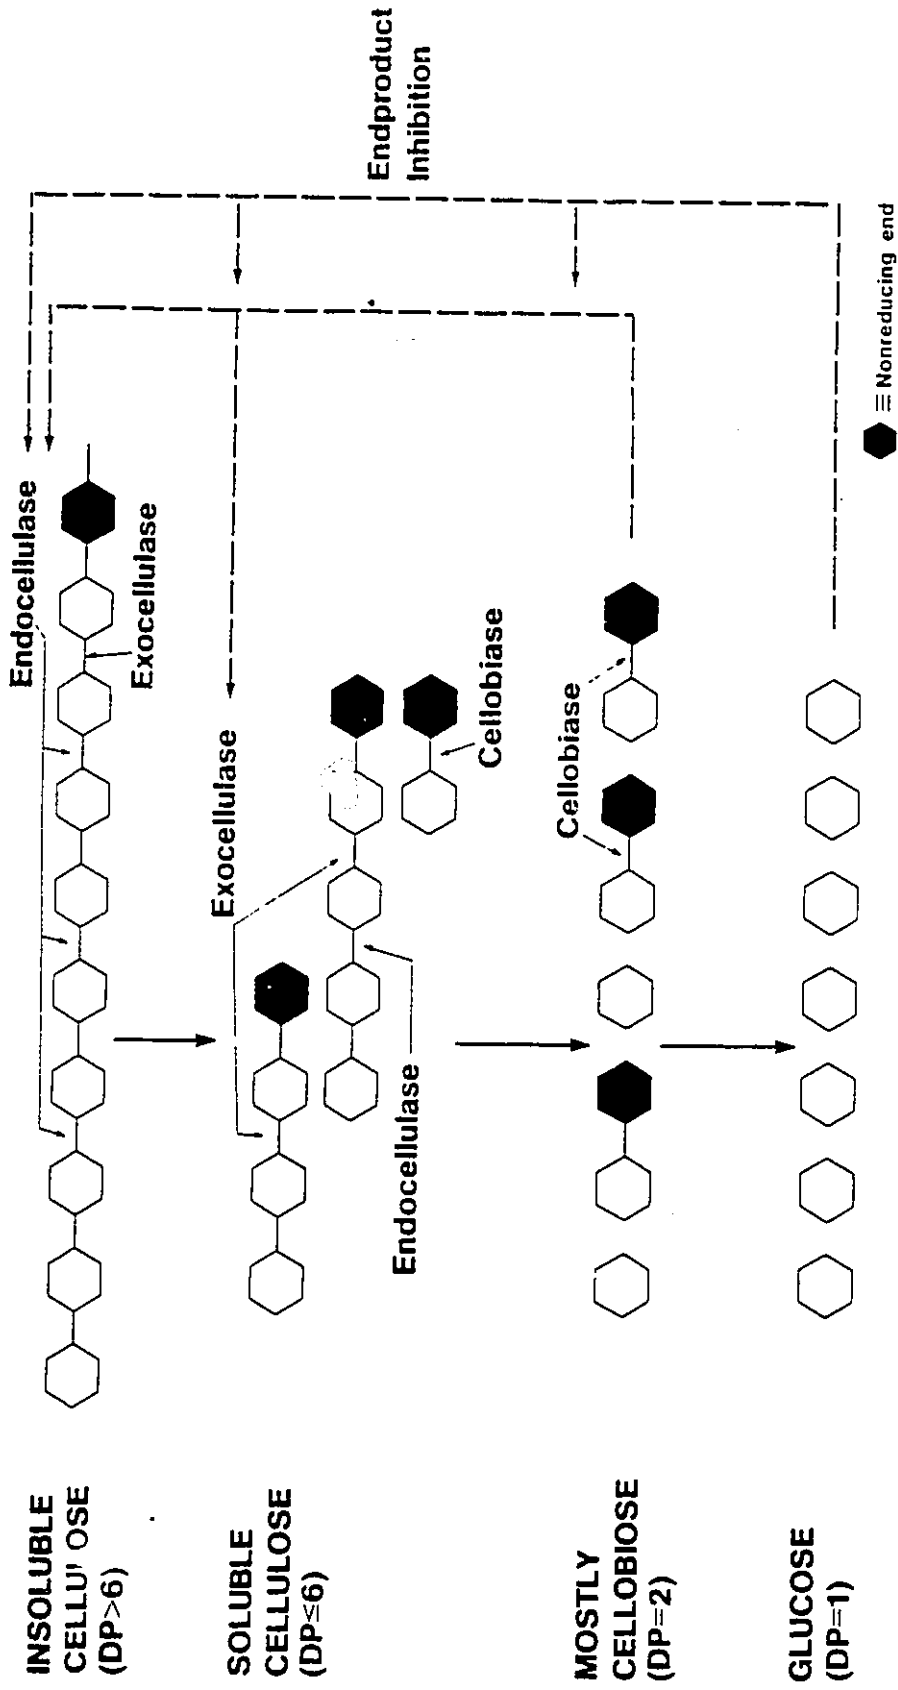 INSOLUBLE
CELLU' OSE
(DP>6)
Endocellulase
Exocellulase
SOLUBLE
CELLULOSE
(DP≤6)
Exocellulase
Endocellulase
Cellobiase
MOSTLY
CELLOBIOSE
(DP=2)
Cellobiase
GLUCOSE
(DP=1)
Endproduct
Inhibition
≡ Nonreducing end